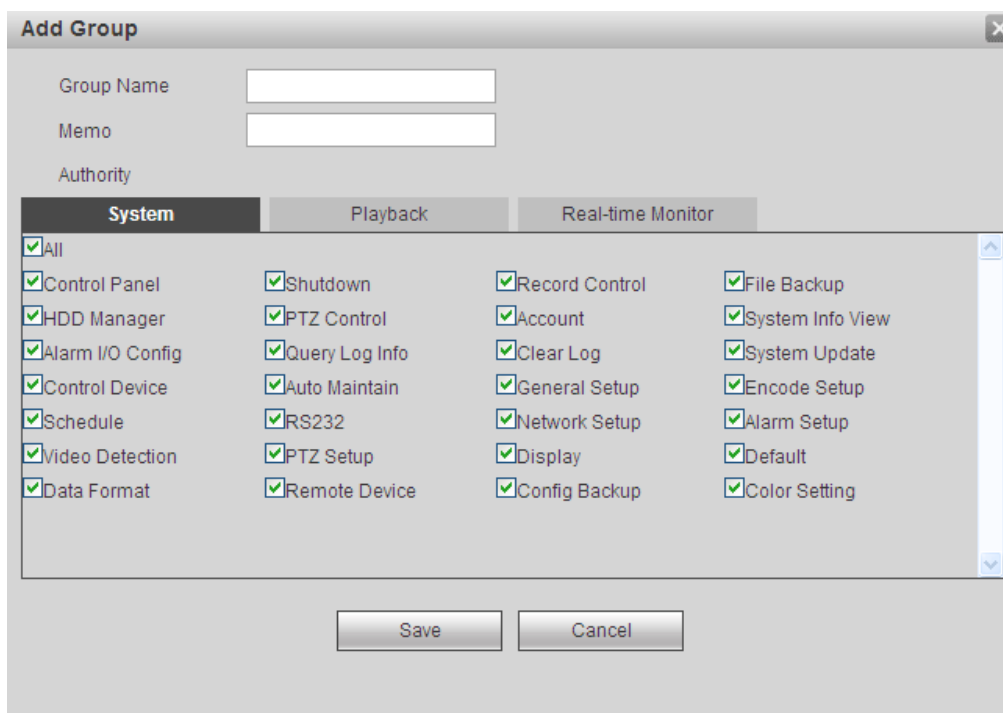 Add Group
Group Name
Memo
Authority
System Playback Real-time Monitor
All
Control Panel Shutdown Record Control File Backup
HDD Manager PTZ Control Account System Info View
Alarm I/O Config Query Log Info Clear Log System Update
Control Device Auto Maintain General Setup Encode Setup
Schedule RS232 Network Setup Alarm Setup
Video Detection PTZ Setup Display Default
Data Format Remote Device Config Backup Color Setting
Save Cancel